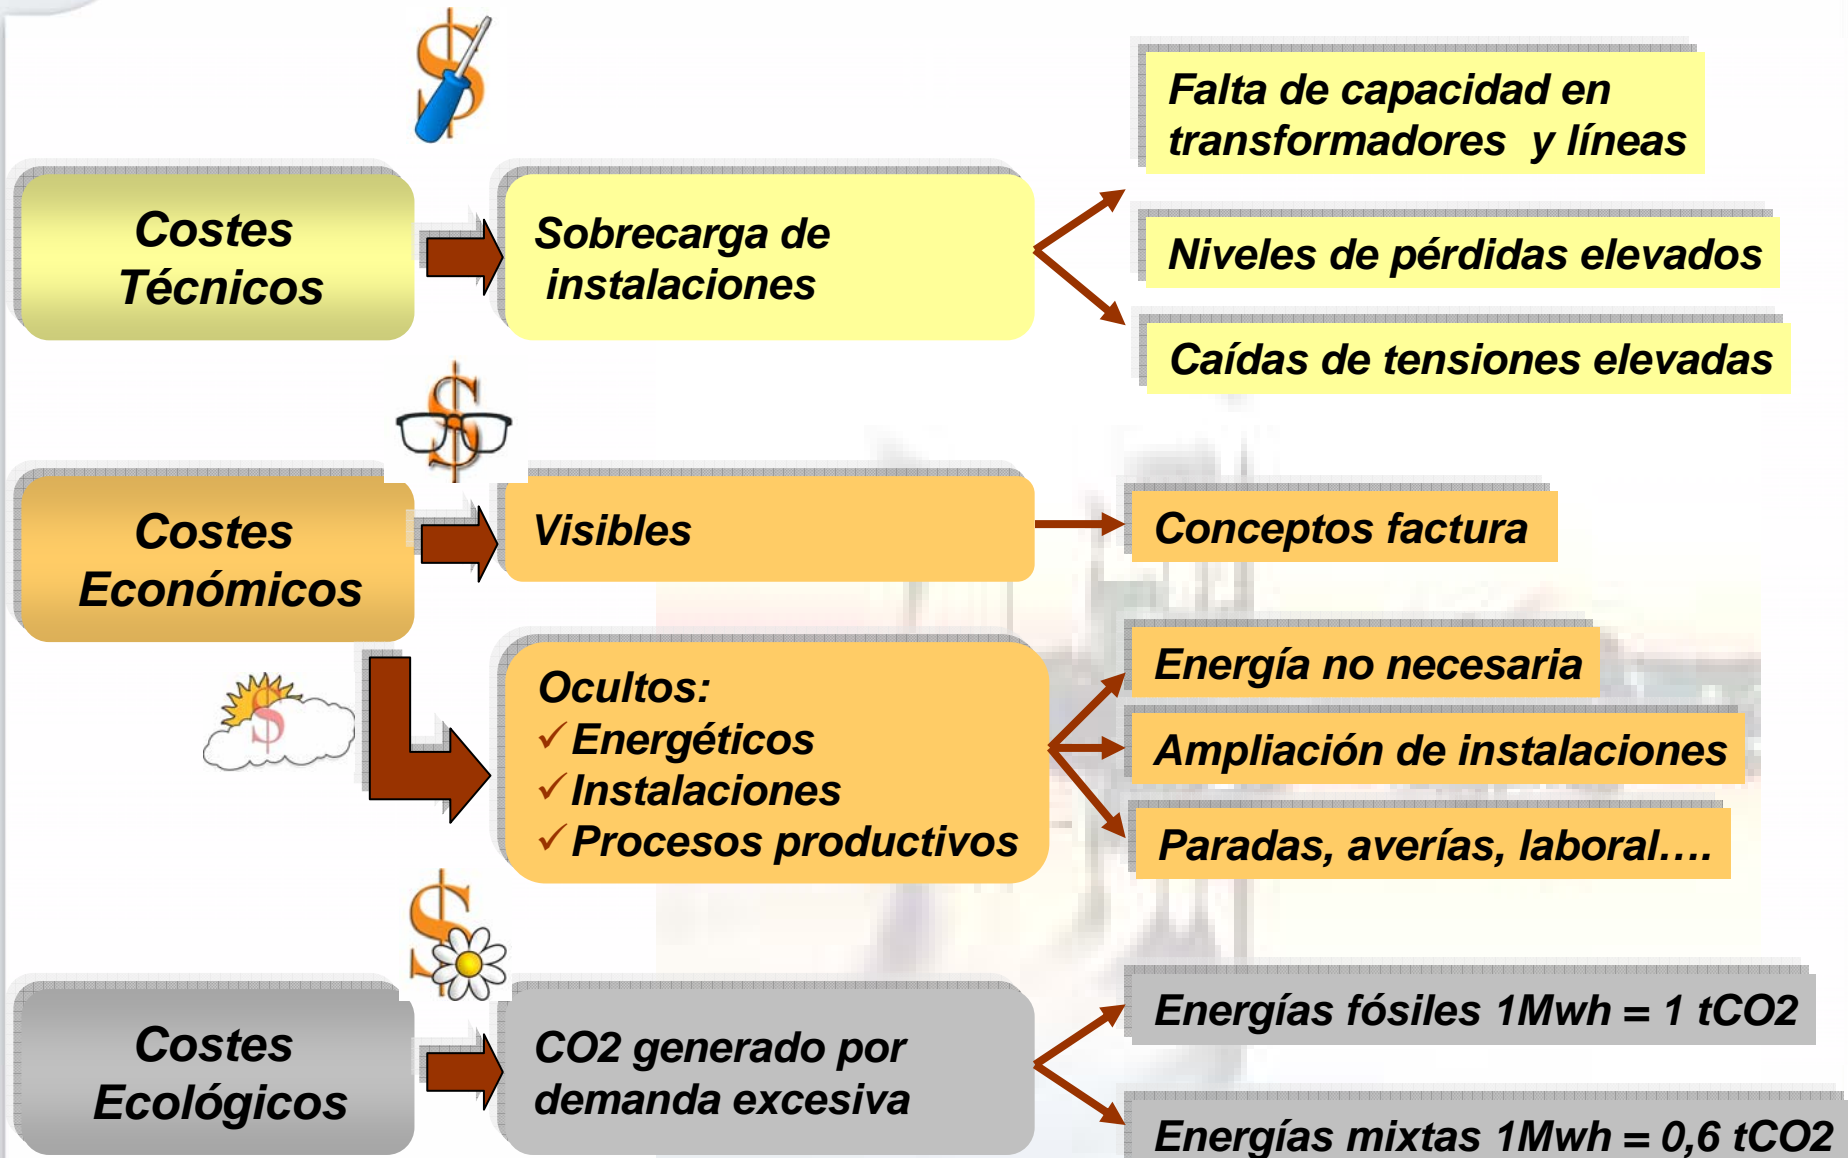 Costes
Técnicos
Sobrecarga de
instalaciones
Falta de capacidad en
transformadores y líneas
Niveles de pérdidas elevados
Caídas de tensiones elevadas
Costes
Económicos
Visibles
Conceptos factura
Ocultos:
✓Energéticos
✓Instalaciones
✓Procesos productivos
Energía no necesaria
Ampliación de instalaciones
Paradas, averías, laboral....
Costes
Ecológicos
CO2 generado por
demanda excesiva
Energías fósiles 1Mwh = 1 tCO2
Energías mixtas 1Mwh = 0,6 tCO2